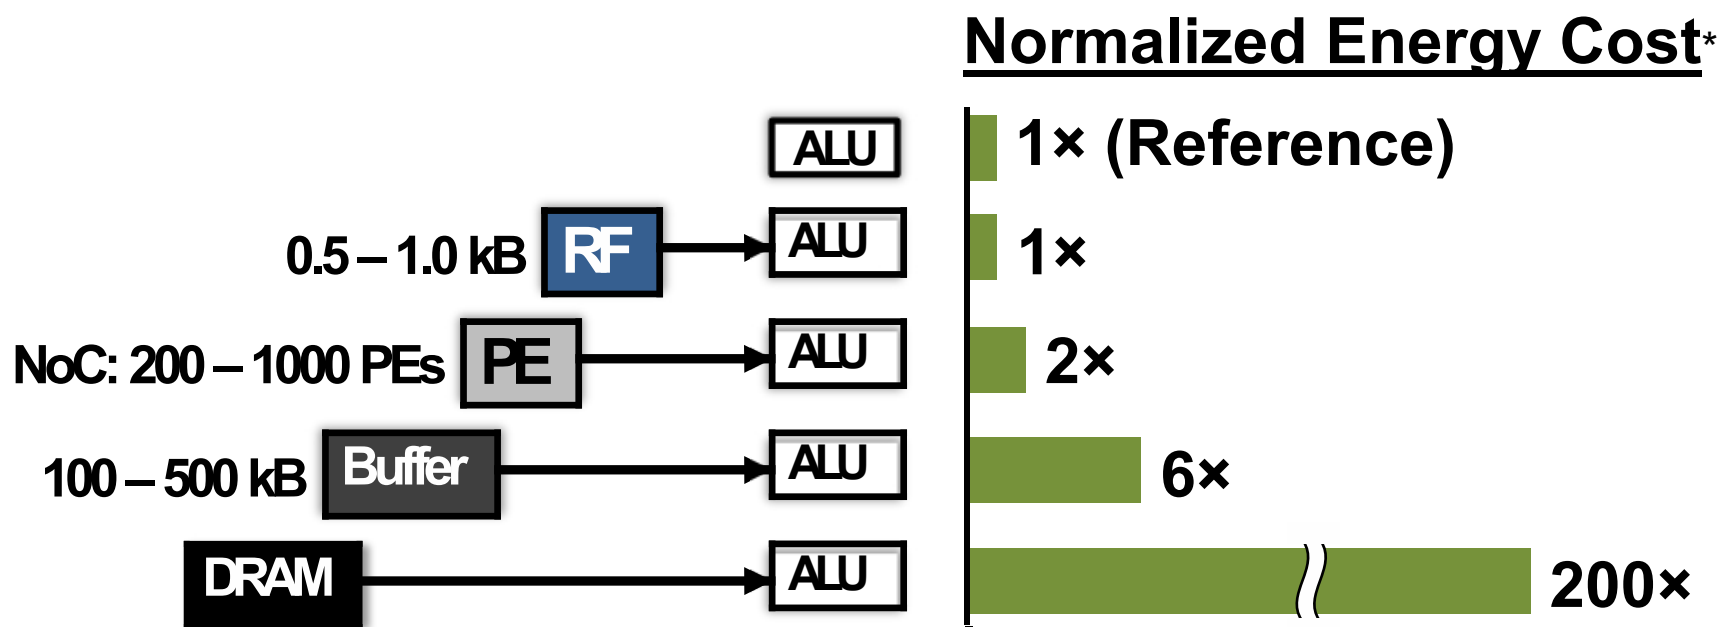 Normalized Energy Cost*
ALU 1× (Reference)
0.5 – 1.0 kB RF ALU 1×
NoC: 200 – 1000 PEs PE ALU 2×
100 – 500 kB Buffer ALU 6×
DRAM ALU 200×